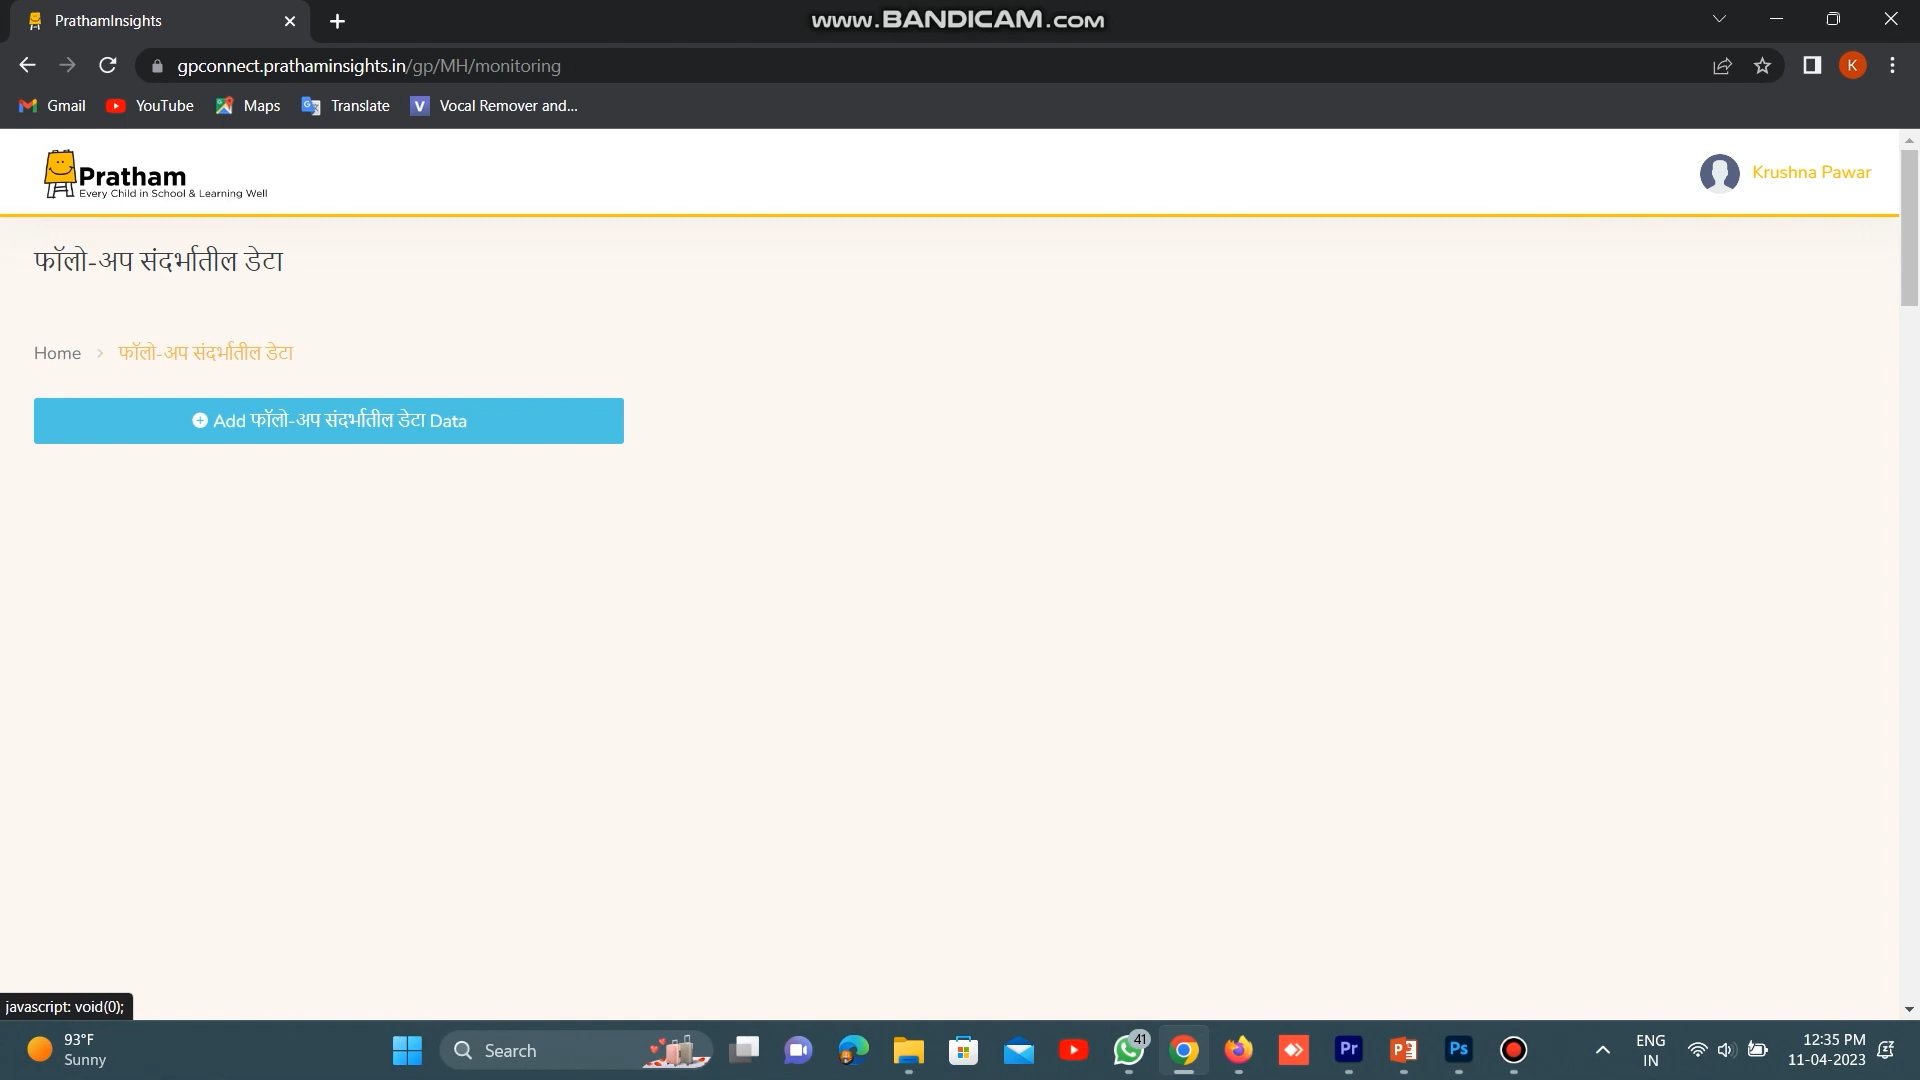 PrathamInsights
www.BANDICAM.com
gpconnect.prathaminsights.in/gp/MH/monitoring
K
Gmail
YouTube
Maps
Translate
V
Vocal Remover and...
Pratham
Every Child in School & Learning Well
Krushna Pawar
फॉलो-अप संदर्भातील डेटा
Home > फॉलो-अप संदर्भातील डेटा
Add फॉलो-अप संदर्भातील डेटा Data
javascript: void(0);
93°F
Sunny
Search
41
Pr
P
Ps
ENG
IN
12:35 PM
11-04-2023